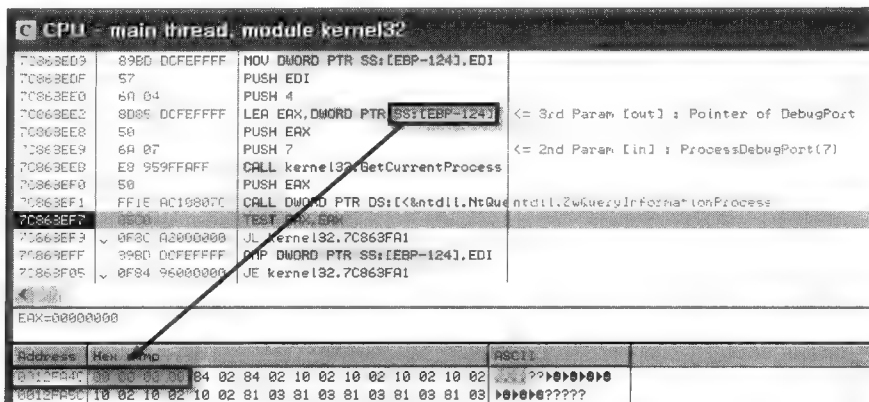 C CPU - main thread, module kernel32
7C863ED9 89BD DCFEFFFF MOV DWORD PTR SS:[EBP-124],EDI
7C863EDF 57 PUSH EDI
7C863EE0 6A 04 PUSH 4
7C863EE2 8D85 DCFEFFFF LEA EAX,DWORD PTR SS:[EBP-124] <= 3rd Param [out] : Pointer of DebugPort
7C863EE8 50 PUSH EAX
7C863EE9 6A 07 PUSH 7 <= 2nd Param [in] : ProcessDebugPort(7)
7C863EEB E8 959FFAFF CALL kernel32.GetCurrentProcess
7C863EF0 50 PUSH EAX
7C863EF1 FF15 AC10807C CALL DWORD PTR DS:[<&ntdll.NtQue ntdll.ZwQueryInformationProcess
7C863EF7 85C0 TEST EAX,EAX
7C863EF9 0F8C A2000000 JL kernel32.7C863FA1
7C863EFF 39BD DCFEFFFF CMP DWORD PTR SS:[EBP-124],EDI
7C863F05 0F84 96000000 JE kernel32.7C863FA1
EAX=00000000
Address Hex dump ASCII
0012FA4C 00 00 00 00 84 02 84 02 10 02 10 02 10 02 10 02 ....??
0012FA5C 10 02 10 02 10 02 81 03 81 03 81 03 81 03 81 03 ?????